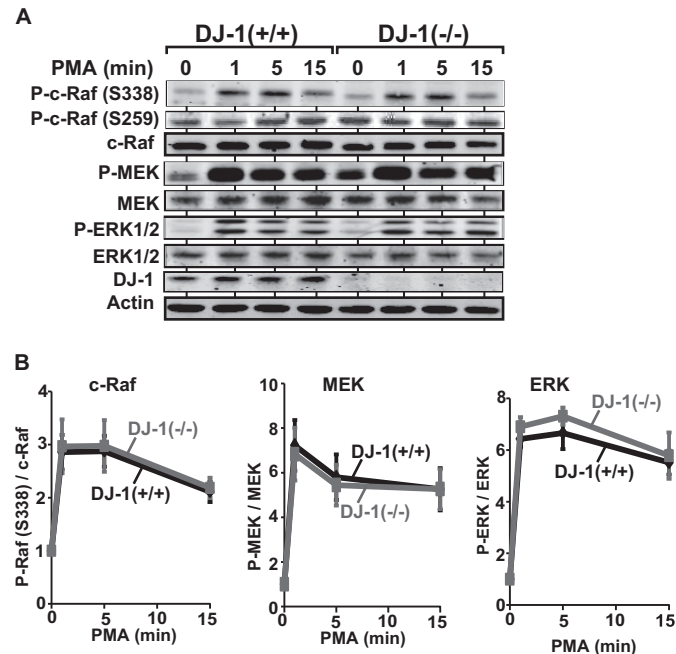 A
DJ-1(+/+) DJ-1(-/-)
PMA (min) 0 1 5 15 0 1 5 15
P-c-Raf (S338)
P-c-Raf (S259)
c-Raf
P-MEK
MEK
P-ERK1/2
ERK1/2
DJ-1
Actin
B
c-Raf
P-Raf (S338) / c-Raf
4
3
2
1
0
DJ-1(-/-)
DJ-1(+/+)
0 5 10 15
PMA (min)
MEK
P-MEK / MEK
10
8
6
4
2
0
DJ-1(+/+)
DJ-1(-/-)
0 5 10 15
PMA (min)
ERK
P-ERK / ERK
8
6
4
2
0
DJ-1(-/-)
DJ-1(+/+)
0 5 10 15
PMA (min)